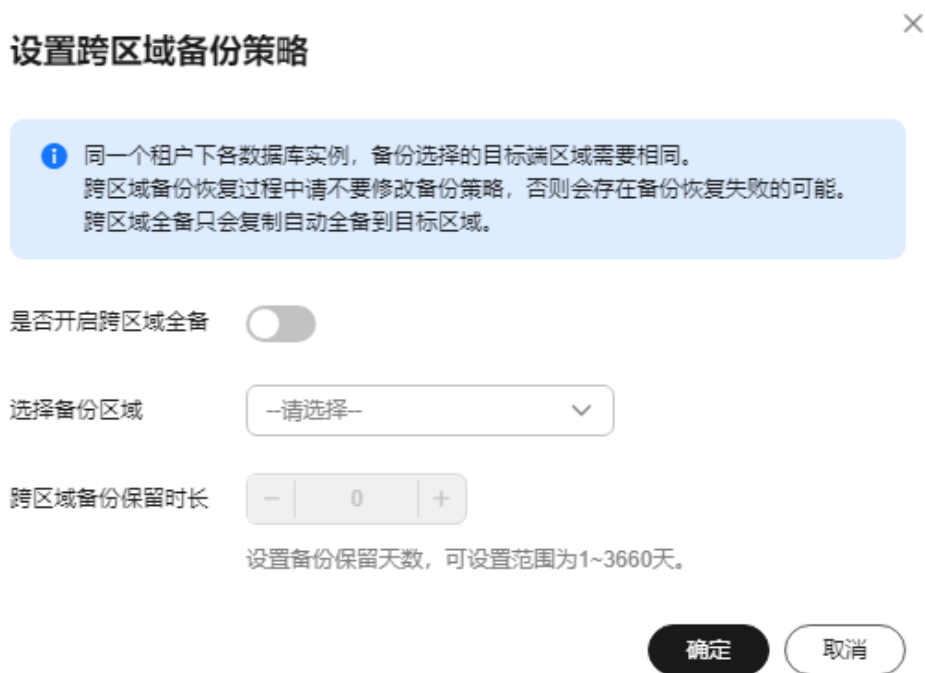 设置跨区域备份策略
同一个租户下各数据库实例，备份选择的目标端区域需要相同。
跨区域备份恢复过程中请不要修改备份策略，否则会存在备份恢复失败的可能。
跨区域全备只会复制自动全备到目标区域。
是否开启跨区域全备
选择备份区域
--请选择--
跨区域备份保留时长
− 0 +
设置备份保留天数，可设置范围为1~3660天。
确定 取消